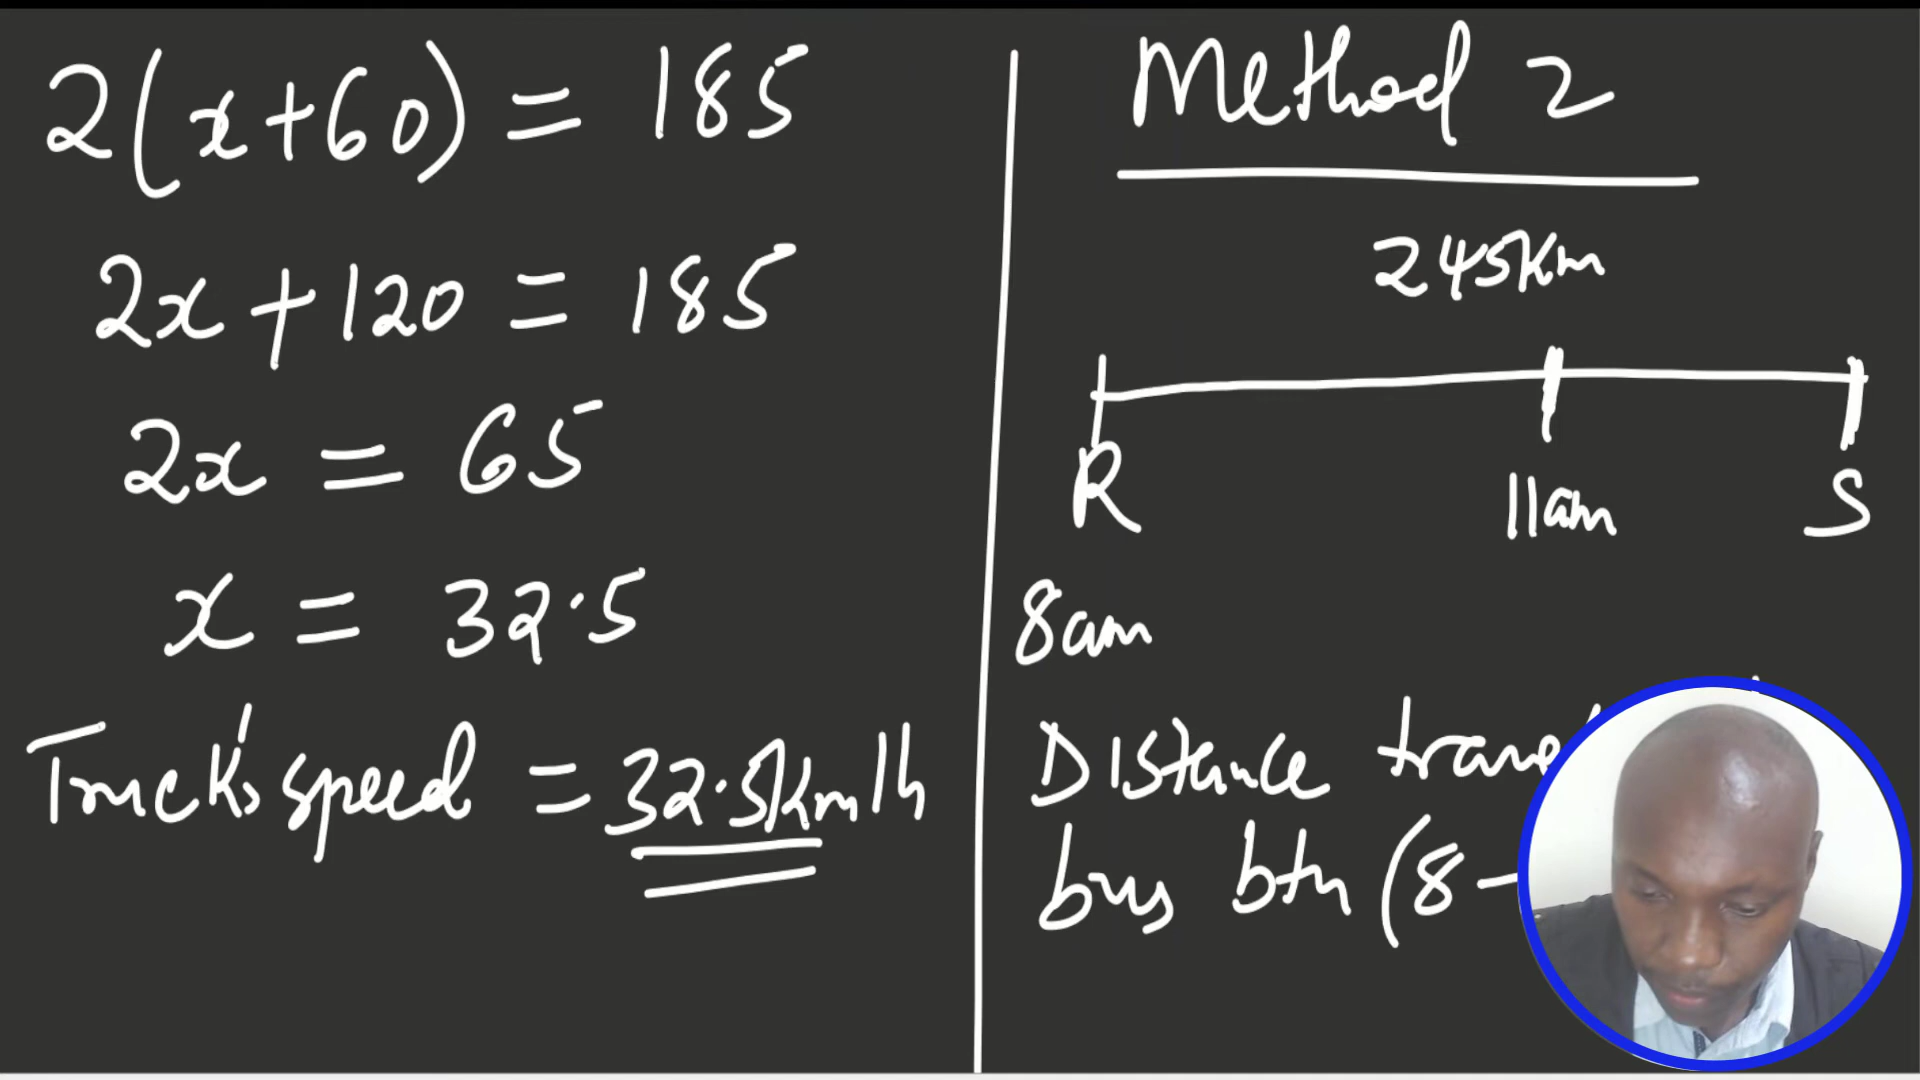 2(x+60) = 185
2x + 120 = 185
2x = 65
x = 32.5
Truck's speed = 32.5Km/h
Method 2
245Km
R 11am S
8am
Distance
bus btn (8-